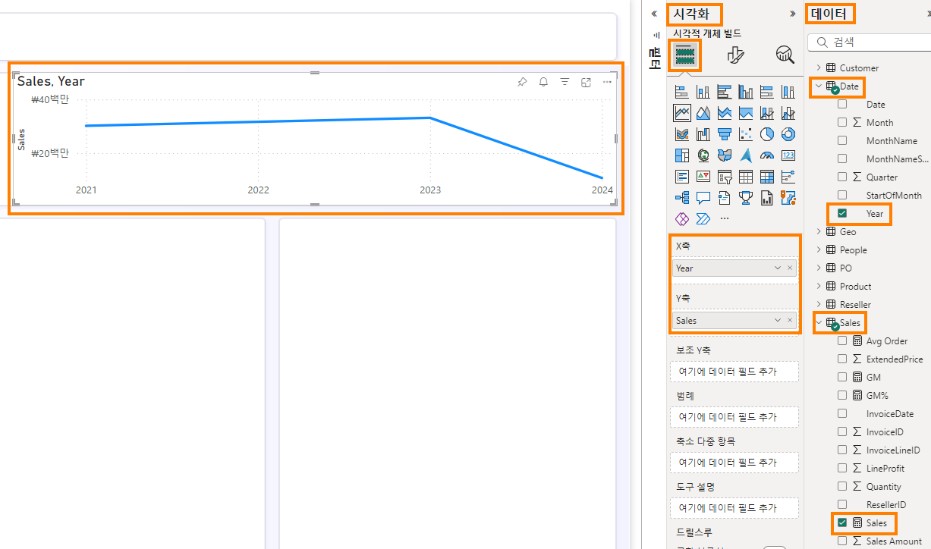 Sales, Year
₩40백만
₩20백만
Sales
2021
2022
2023
2024
필터
시각화
시각적 개체 빌드
123
X축
Year
Y축
Sales
보조 Y축
여기에 데이터 필드 추가
범례
여기에 데이터 필드 추가
축소 다중 항목
여기에 데이터 필드 추가
도구 설명
여기에 데이터 필드 추가
드릴스루
데이터
검색
Customer
Date
Date
Month
MonthName
MonthNameS...
Quarter
StartOfMonth
Year
Geo
People
PO
Product
Reseller
Sales
Avg Order
ExtendedPrice
GM
GM%
InvoiceDate
InvoiceID
InvoiceLineID
LineProfit
Quantity
ResellerID
Sales
Sales Amount